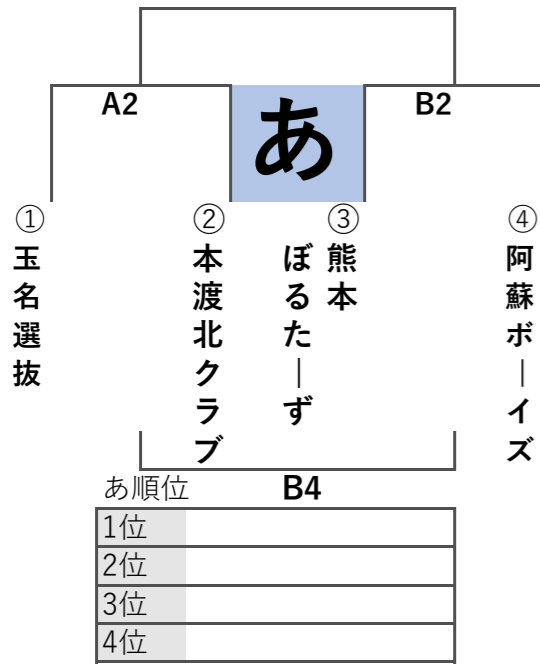 A2
あ
B2
①
玉名選抜
②
本渡北クラブ
③
熊本
ぼるたーず
④
阿蘇ボーイズ
あ順位
B4
1位
2位
3位
4位